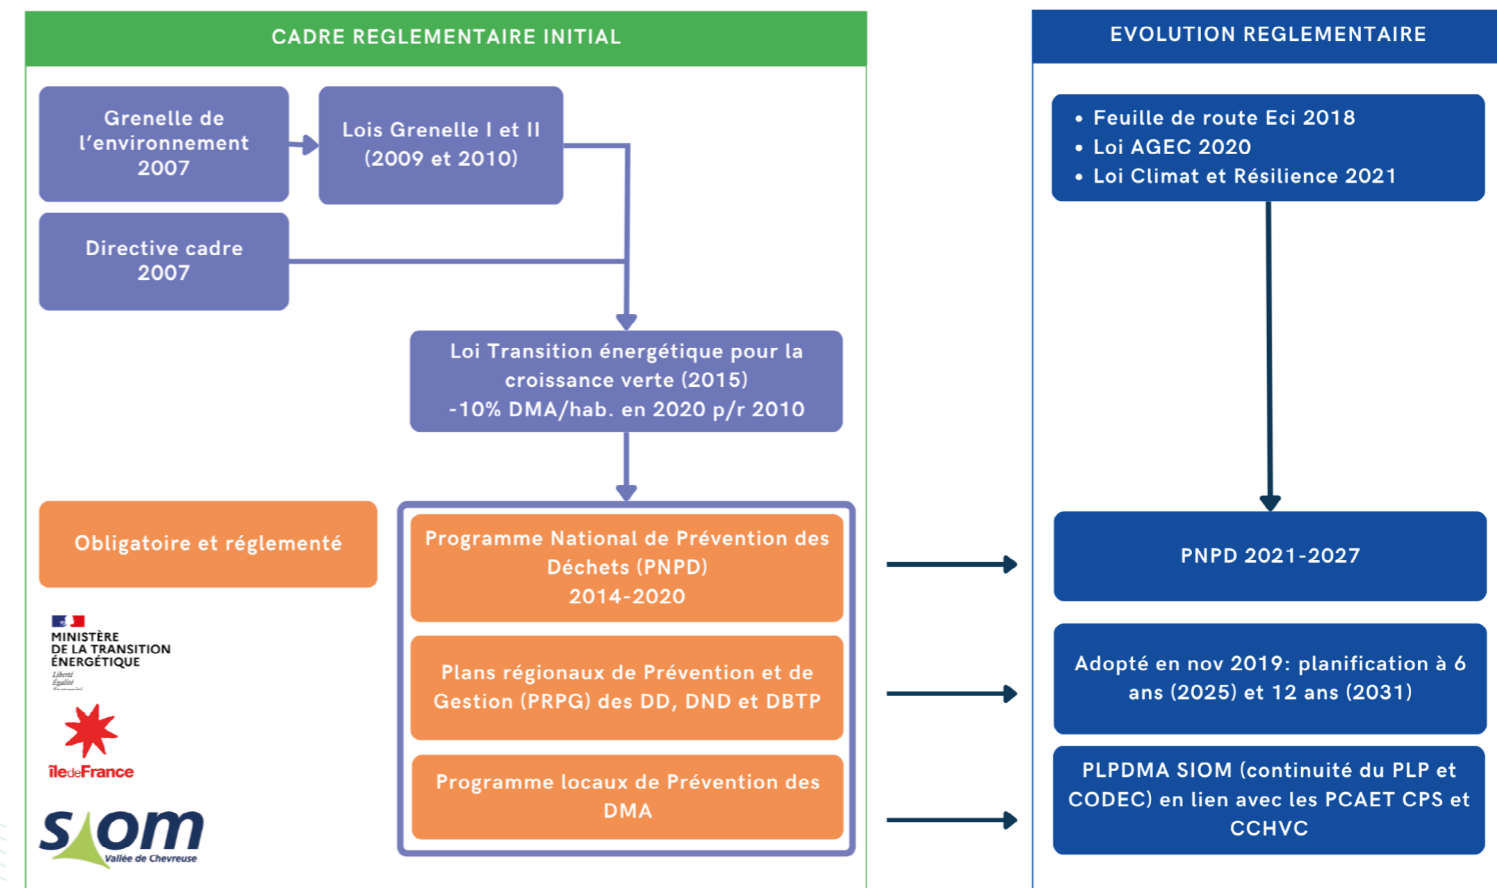 CADRE REGLEMENTAIRE INITIAL
Grenelle de
l'environnement
2007
Lois Grenelle I et II
(2009 et 2010)
Directive cadre
2007
Loi Transition énergétique pour la
croissance verte (2015)
-10% DMA/hab. en 2020 p/r 2010
Obligatoire et réglementé
Programme National de Prévention des
Déchets (PNPD)
2014-2020
Plans régionaux de Prévention et de
Gestion (PRPG) des DD, DND et DBTP
Programme locaux de Prévention des
DMA
MINISTÈRE
DE LA TRANSITION
ÉNERGÉTIQUE
Liberté
Égalité
îledeFrance
SIOM
Vallée de Chevreuse
EVOLUTION REGLEMENTAIRE
• Feuille de route Eci 2018
• Loi AGEC 2020
• Loi Climat et Résilience 2021
PNPD 2021-2027
Adopté en nov 2019: planification à 6
ans (2025) et 12 ans (2031)
PLPDMA SIOM (continuité du PLP et
CODEC) en lien avec les PCAET CPS et
CCHVC